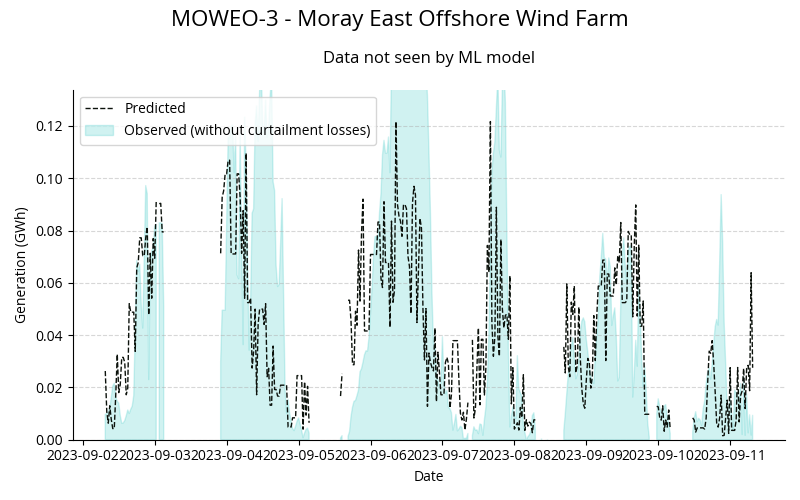 MOWEO-3 - Moray East Offshore Wind Farm
Data not seen by ML model
Predicted
Observed (without curtailment losses)
Generation (GWh)
0.12
0.10
0.08
0.06
0.04
0.02
0.00
2023-09-02 2023-09-03 2023-09-04 2023-09-05 2023-09-06 2023-09-07 2023-09-08 2023-09-09 2023-09-10 2023-09-11
Date